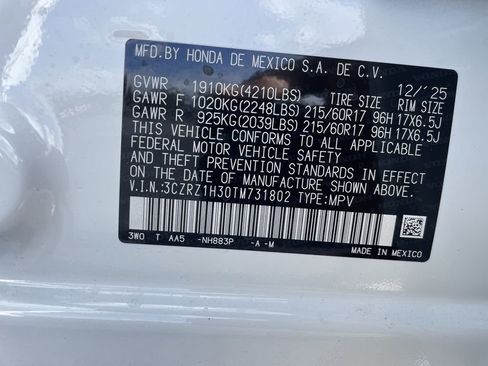 MFD. BY HONDA DE MEXICO S.A. DE C.V.
12/'25
GVWR 1910KG(4210LBS) TIRE SIZE RIM SIZE
GAWR F 1020KG(2248LBS) 215/60R17 96H 17X6.5J
GAWR R 925KG(2039LBS) 215/60R17 96H 17X6.5J
THIS VEHICLE CONFORMS TO ALL APPLICABLE
FEDERAL MOTOR VEHICLE SAFETY
AND THEFT PREVENTION STANDARDS IN EFFECT
ON THE DATE OF MANUFACTURE SHOWN ABOVE.
V.I.N.:3CZRZ1H30TM731802 TYPE:MPV
3WO T AA5 -NH883P -A -M
MADE IN MEXICO